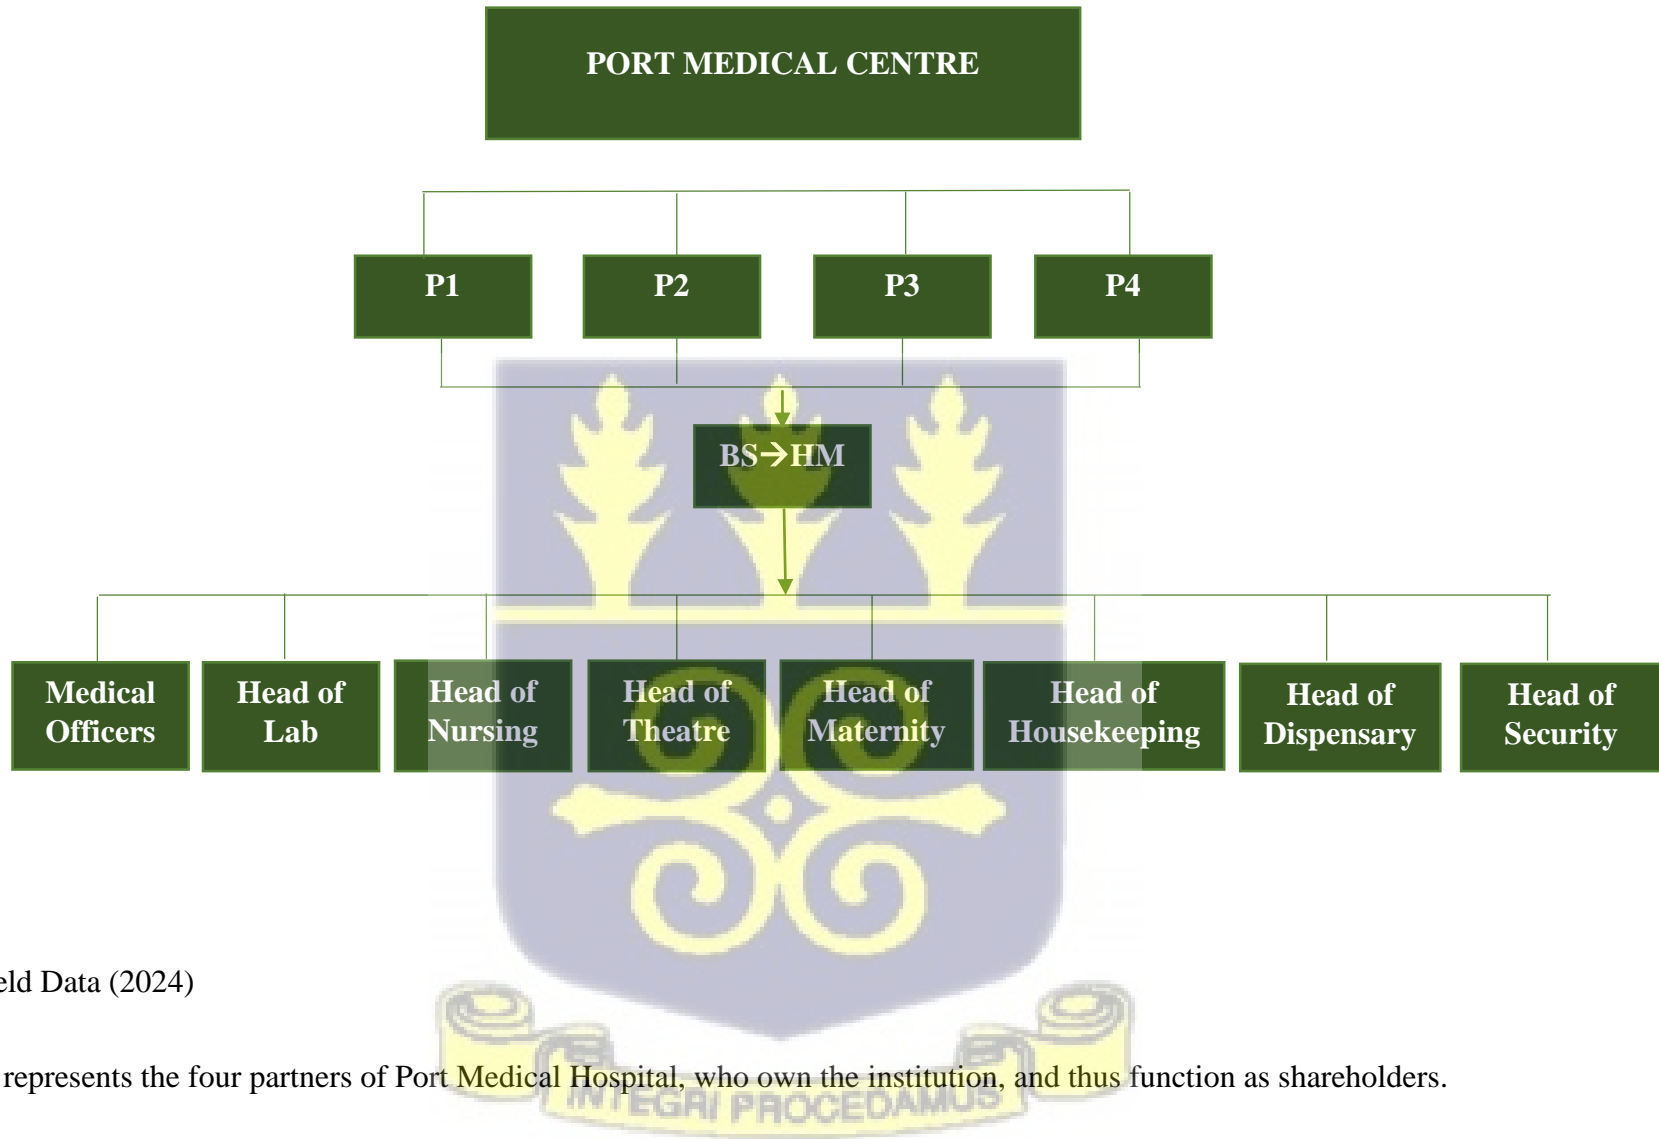 PORT MEDICAL CENTRE
P1 P2 P3 P4
BS→HM
Medical Officers
Head of Lab
Head of Nursing
Head of Theatre
Head of Maternity
Head of Housekeeping
Head of Dispensary
Head of Security
eld Data (2024)
represents the four partners of Port Medical Hospital, who own the institution, and thus function as shareholders.
INTEGRI PROCEDAMUS